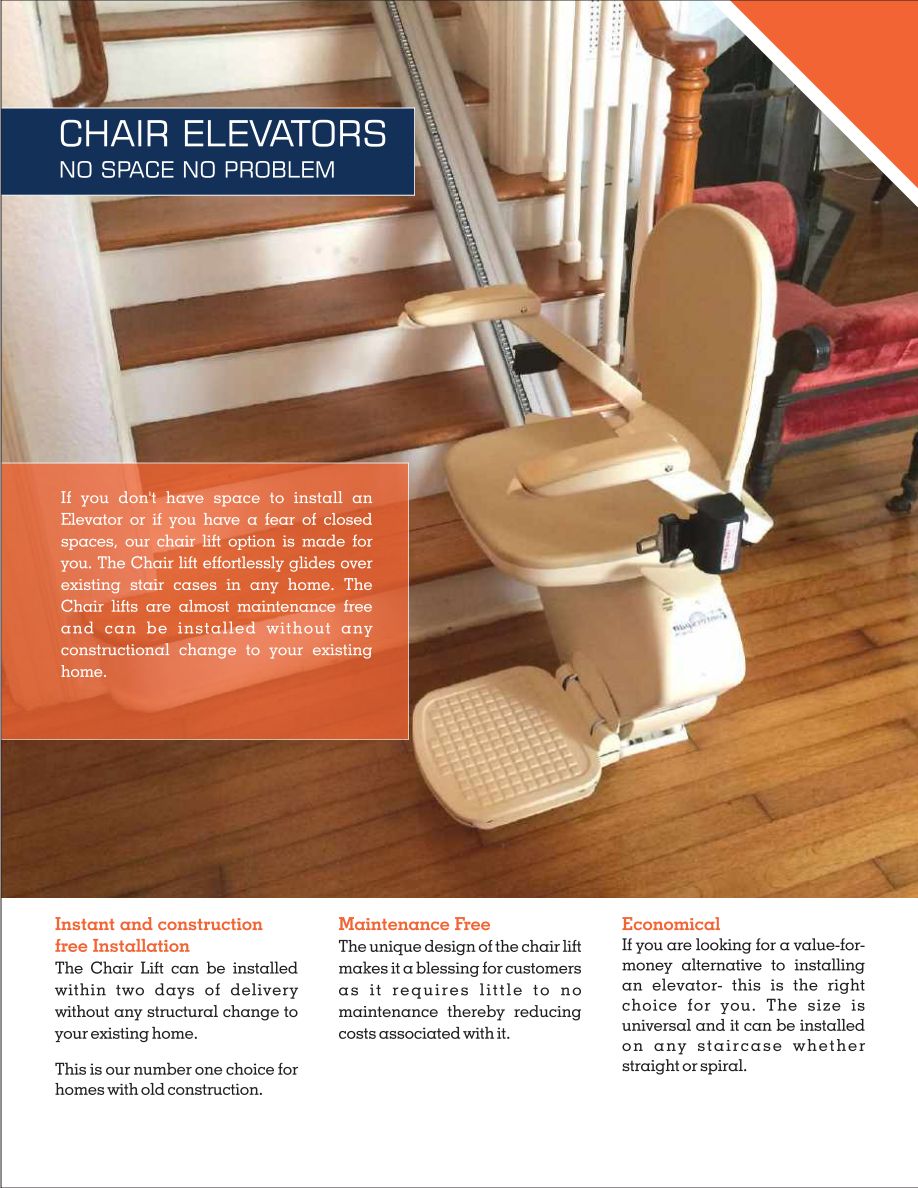 CHAIR ELEVATORS
NO SPACE NO PROBLEM
If you don't have space to install an
Elevator or if you have a fear of closed
spaces, our chair lift option is made for
you. The Chair lift effortlessly glides over
existing stair cases in any home. The
Chair lifts are almost maintenance free
and can be installed without any
constructional change to your existing
home.
Instant and construction
free Installation
The Chair Lift can be installed
within two days of delivery
without any structural change to
your existing home.
This is our number one choice for
homes with old construction.
Maintenance Free
The unique design of the chair lift
makes it a blessing for customers
as it requires little to no
maintenance thereby reducing
costs associated with it.
Economical
If you are looking for a value-for-
money alternative to installing
an elevator- this is the right
choice for you. The size is
universal and it can be installed
on any staircase whether
straight or spiral.